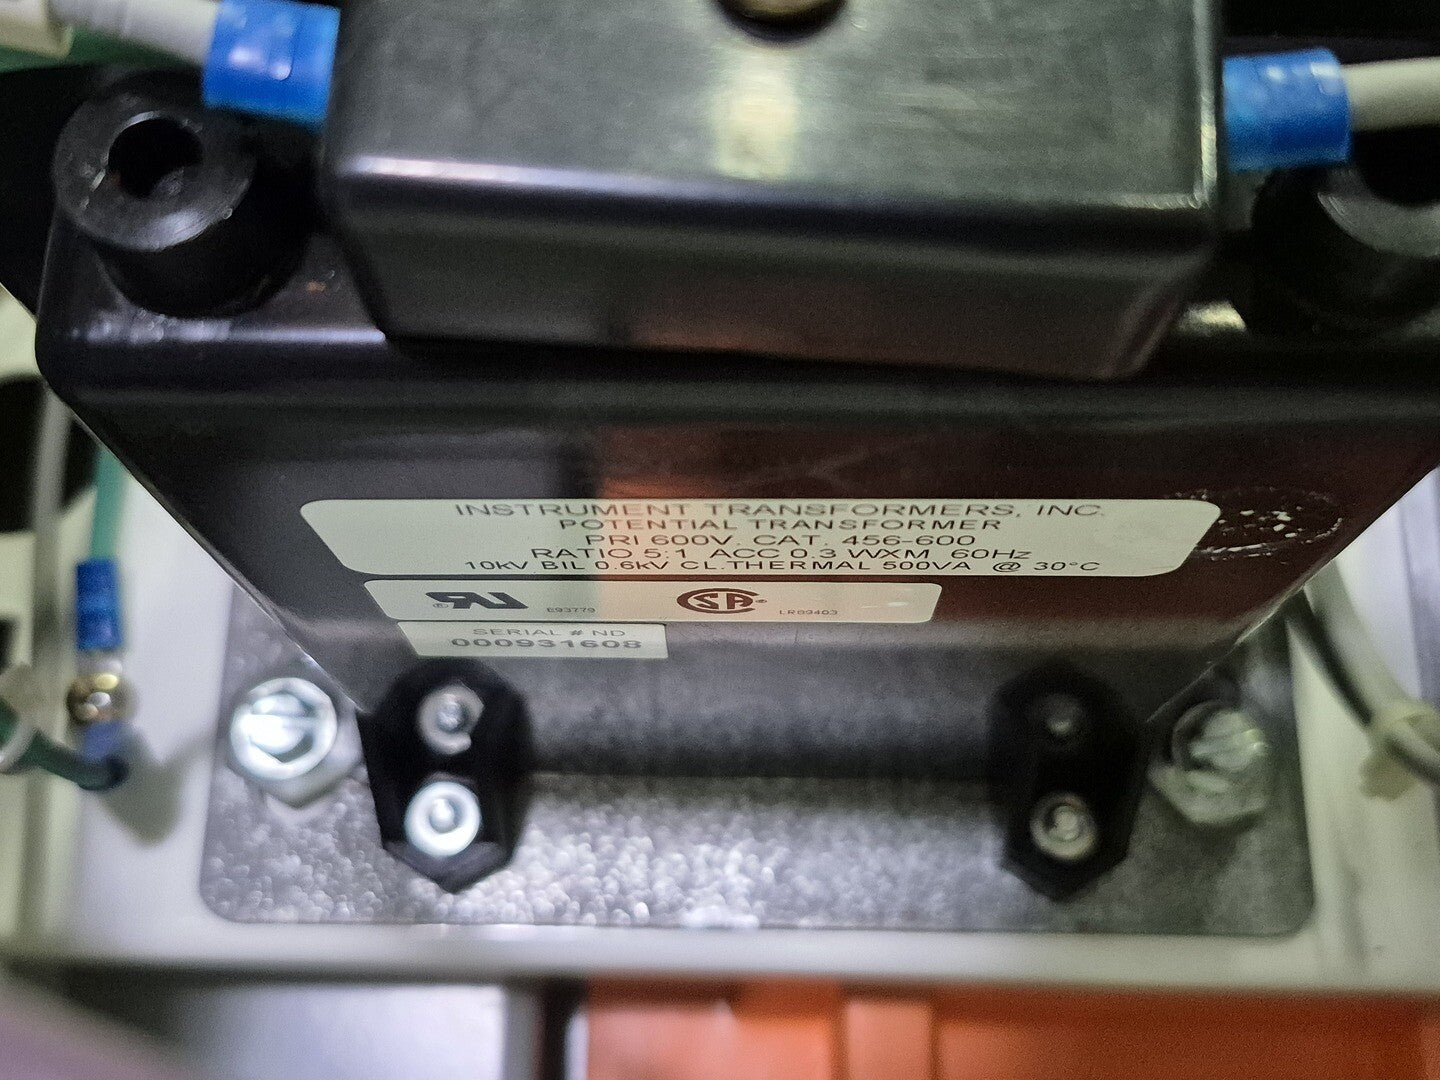 INSTRUMENT TRANSFORMERS, INC.
POTENTIAL TRANSFORMER
PRI 600V. CAT. 456-600
RATIO 5:1 ACC 0.3 WXM 60Hz
10kV BIL 0.6kV CL.THERMAL 500VA @ 30°C
E93779 LR89403
SERIAL # ND
000931608